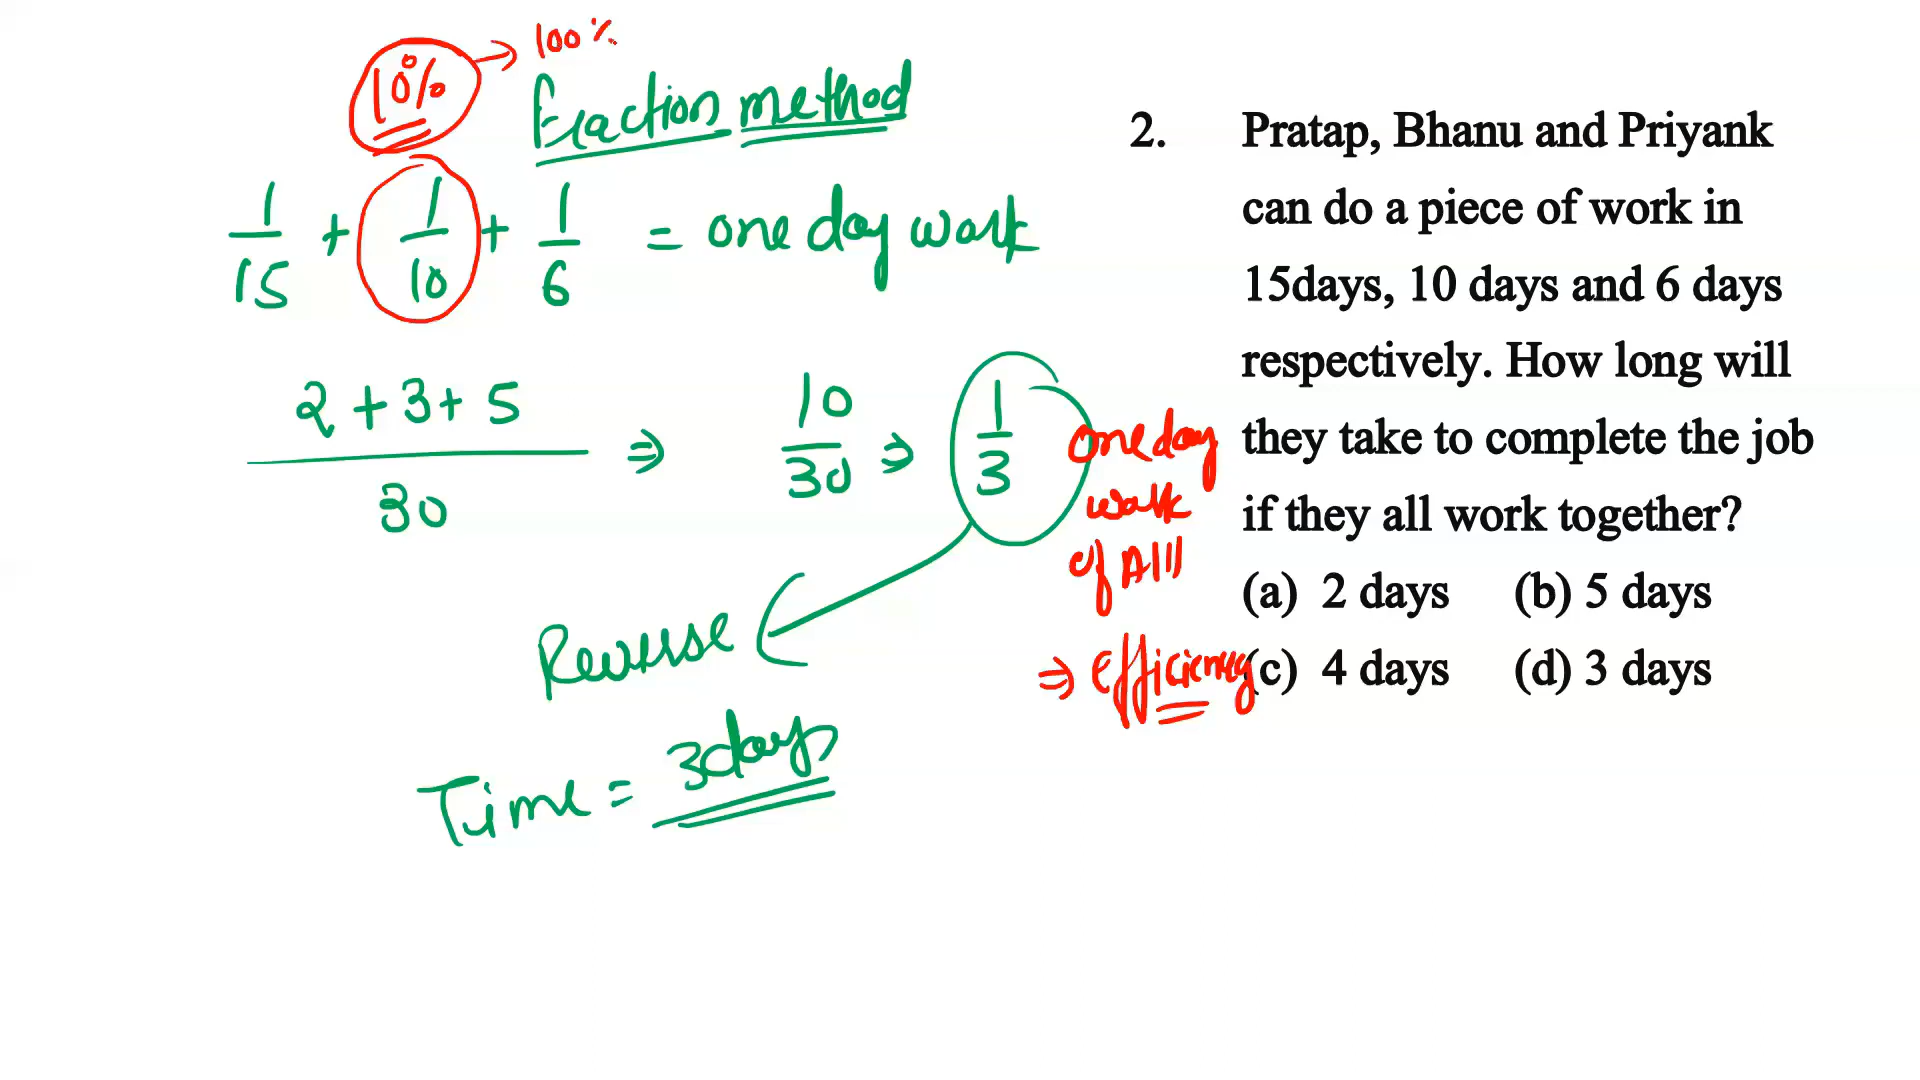 10% → 100%
Fraction method
1/15 + 1/10 + 1/6 = one day work
2+3+5/30 ⇒ 10/30 ⇒ 1/3
one day
work
of All
⇒ efficiency
Reverse
Time = 3days
2. Pratap, Bhanu and Priyank
can do a piece of work in
15days, 10 days and 6 days
respectively. How long will
they take to complete the job
if they all work together?
(a) 2 days (b) 5 days
(c) 4 days (d) 3 days